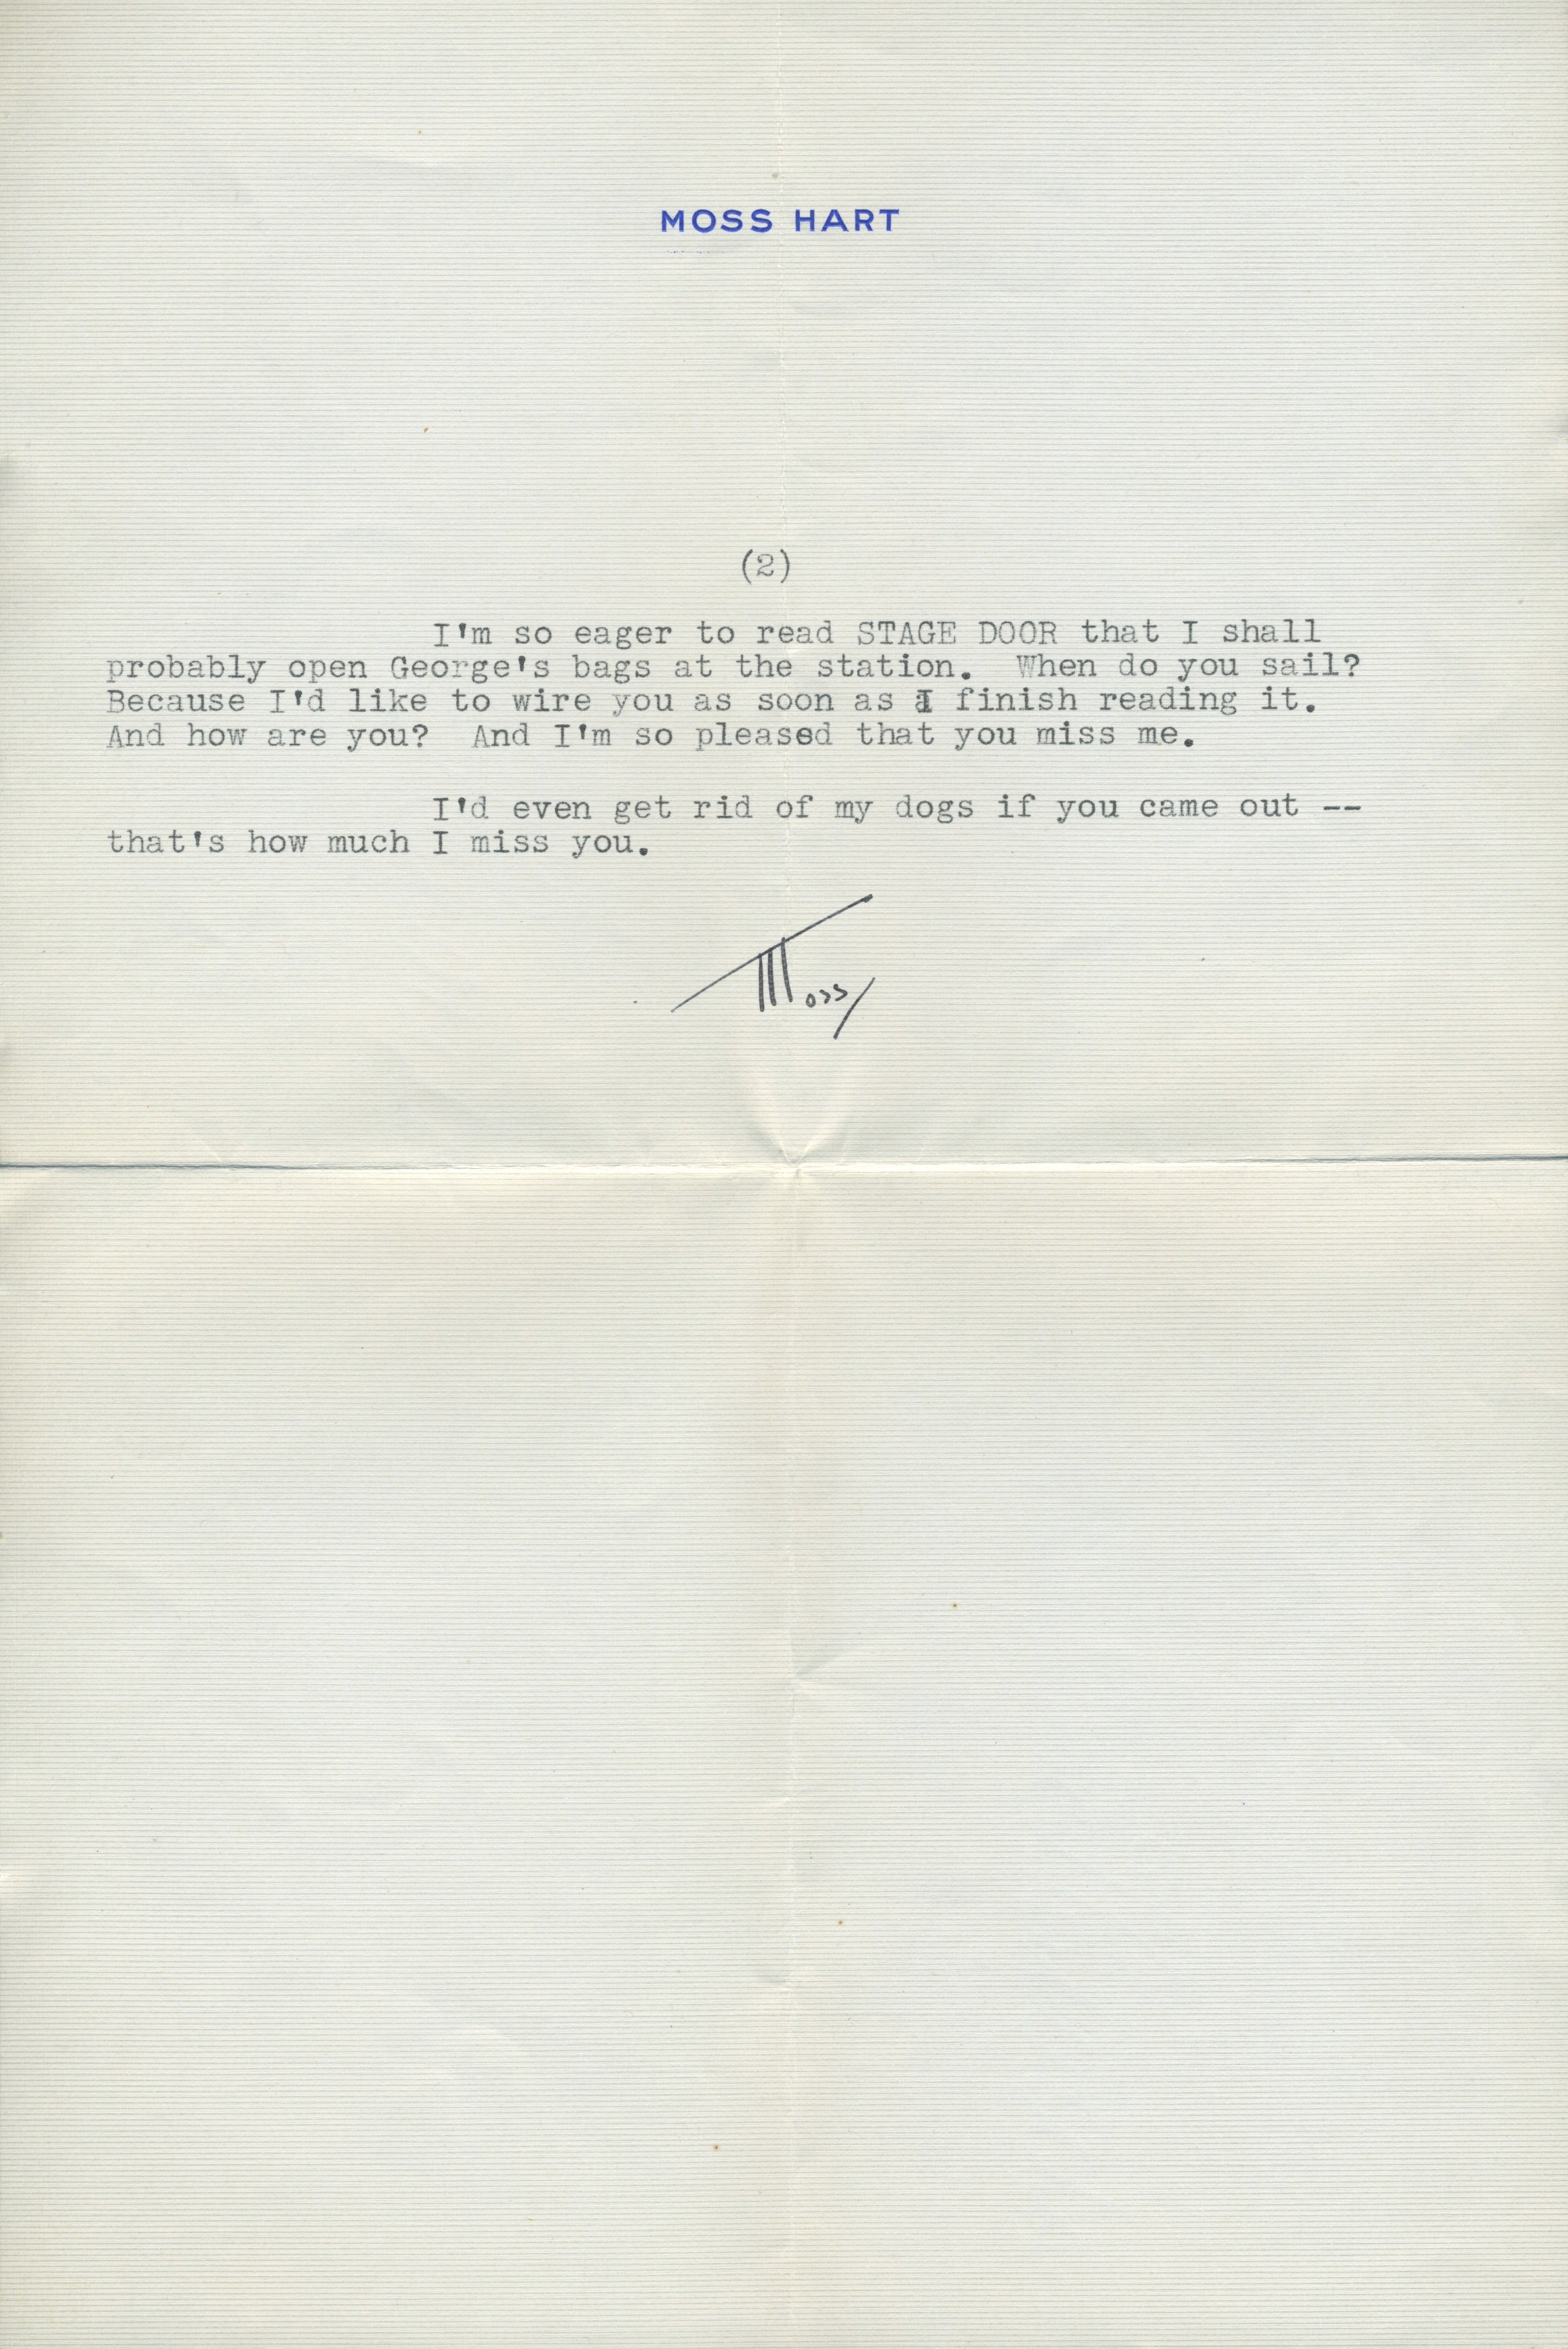 MOSS HART
(2)
I'm so eager to read STAGE DOOR that I shall
probably open George's bags at the station.  When do you sail?
Because I'd like to wire you as soon as I finish reading it.
And how are you?  And I'm so pleased that you miss me.
I'd even get rid of my dogs if you came out --
that's how much I miss you.
Moss